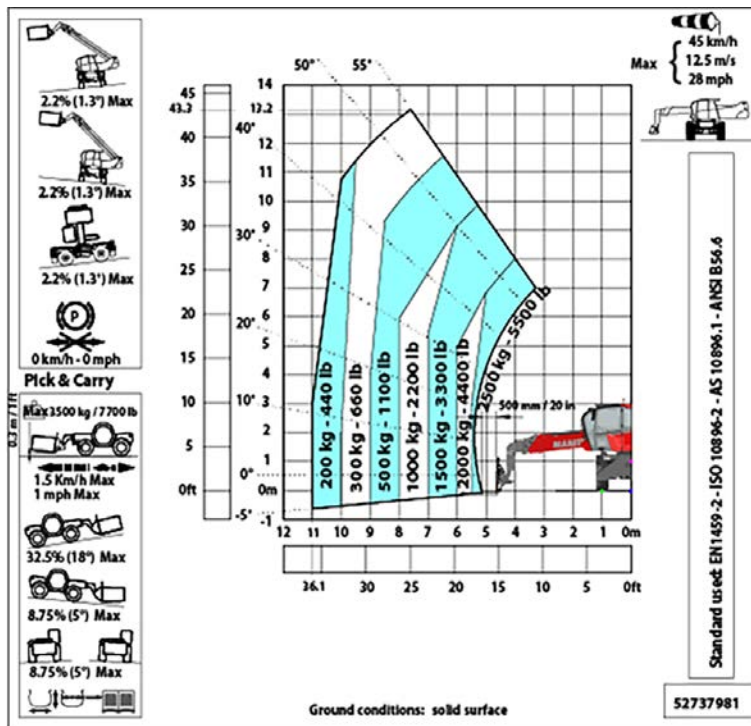 2.2% (1.3°) Max
2.2% (1.3°) Max
2.2% (1.3°) Max
P
0 km/h - 0 mph
Pick & Carry
0.3 m / 1 ft
Max 3500 kg / 7700 lb
1.5 Km/h Max
1 mph Max
32.5% (18°) Max
8.75% (5°) Max
8.75% (5°) Max
45
43.3
40
35
30
25
20
15
10
5
0ft
14
13.2
12
11
10
9
8
7
6
5
4
3
2
1
0m
-1
55°
50°
40°
30°
20°
10°
0°
-5°
200 kg - 440 lb
300 kg - 660 lb
500 kg - 1100 lb
1000 kg - 2200 lb
1500 kg - 3300 lb
2000 kg - 4400 lb
2500 kg - 5500 lb
500 mm / 20 in
12 11 10 9 8 7 6 5 4 3 2 1 0m
36.1 30 25 20 15 10 5 0ft
Ground conditions: solid surface
Max
45 km/h
12.5 m/s
28 mph
Standard used: EN1459-2 - ISO 10896-2 - AS 10896.1 - ANSI B56.6
52737981